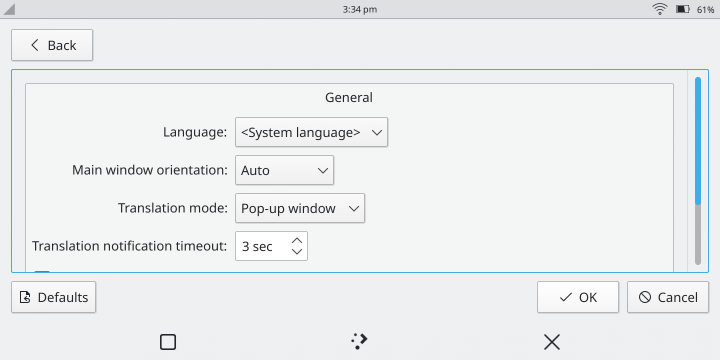 3:34 pm
61%
Back
General
Language: <System language>
Main window orientation: Auto
Translation mode: Pop-up window
Translation notification timeout: 3 sec
Defaults
OK
Cancel